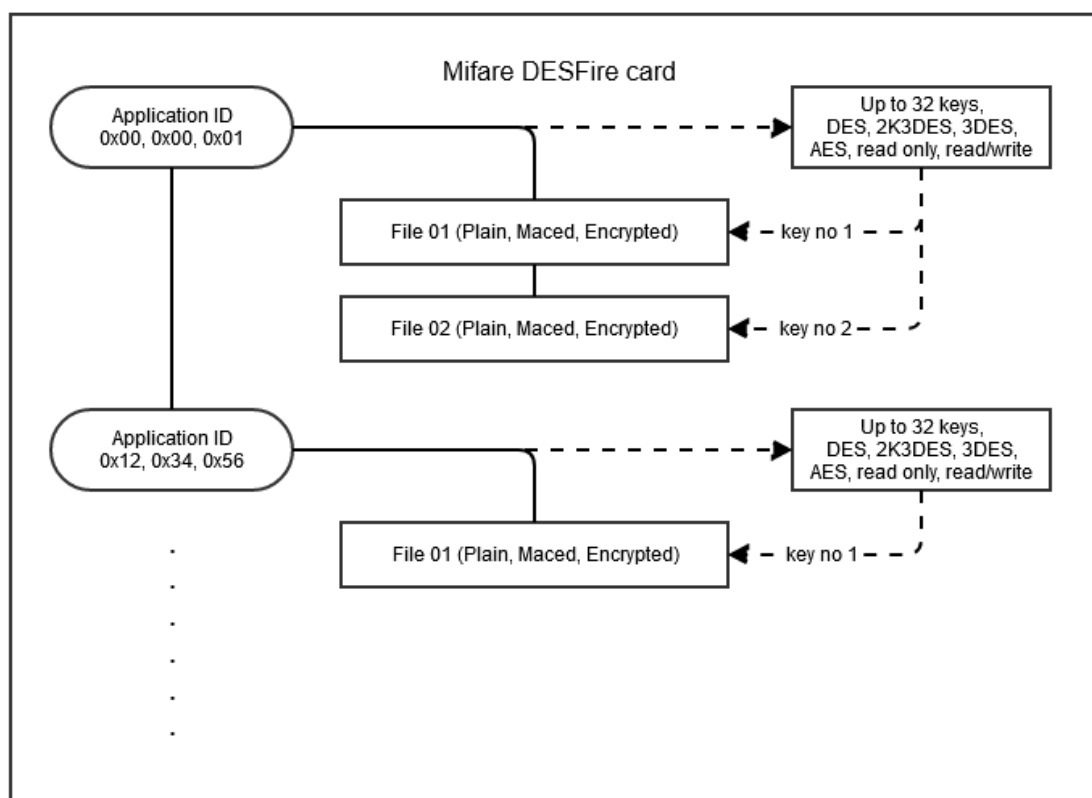 Mifare DESFire card
Application ID
0x00, 0x00, 0x01
Up to 32 keys,
DES, 2K3DES, 3DES,
AES, read only, read/write
File 01 (Plain, Maced, Encrypted)
key no 1
File 02 (Plain, Maced, Encrypted)
key no 2
Application ID
0x12, 0x34, 0x56
Up to 32 keys,
DES, 2K3DES, 3DES,
AES, read only, read/write
File 01 (Plain, Maced, Encrypted)
key no 1